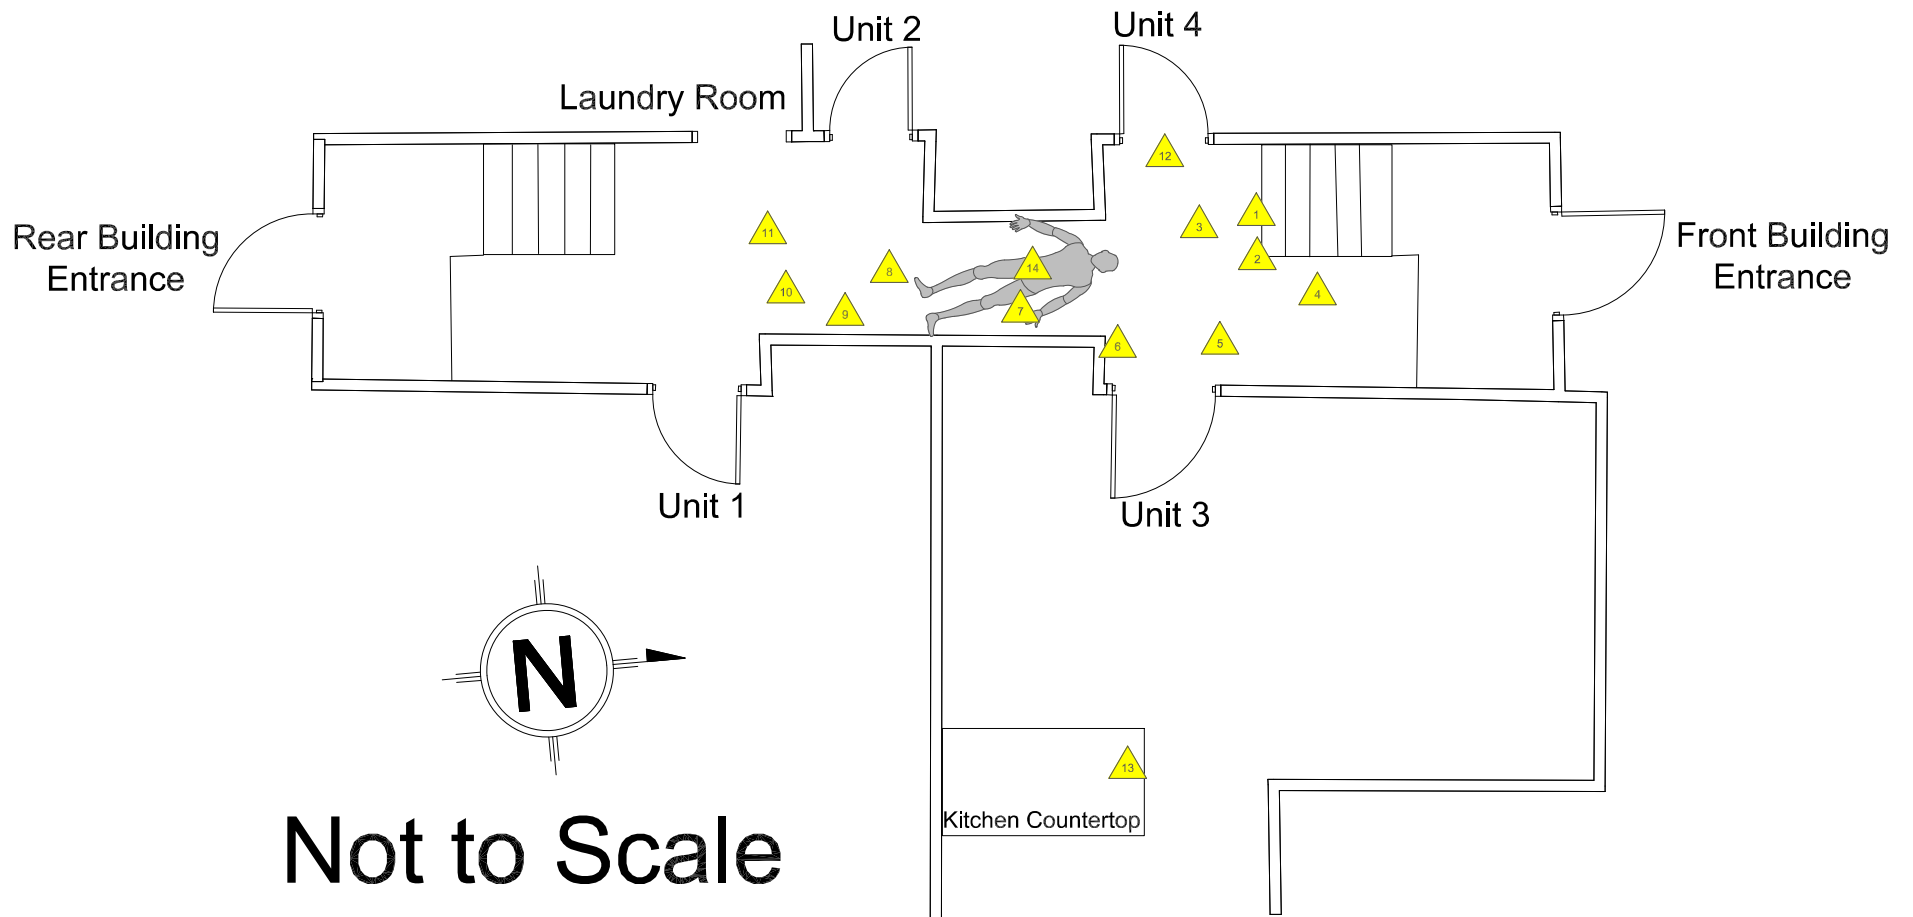 Unit 2
Unit 4
Laundry Room
12
1
3
11
2
Rear Building
Entrance
Front Building
Entrance
8
14
10
4
9
7
6
5
Unit 1
Unit 3
N
13
Kitchen Countertop
Not to Scale